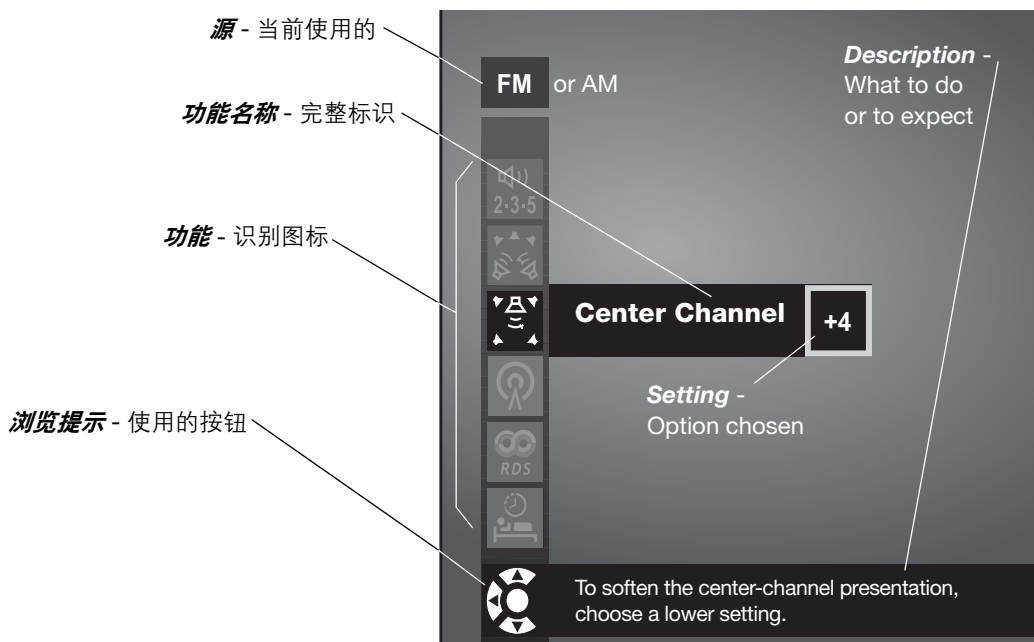 源 - 当前使用的
功能名称 - 完整标识
功能 - 识别图标
浏览提示 - 使用的按钮
FM or AM
Description -
What to do
or to expect
2·3·5
Center Channel +4
Setting -
Option chosen
RDS
To soften the center-channel presentation,
choose a lower setting.